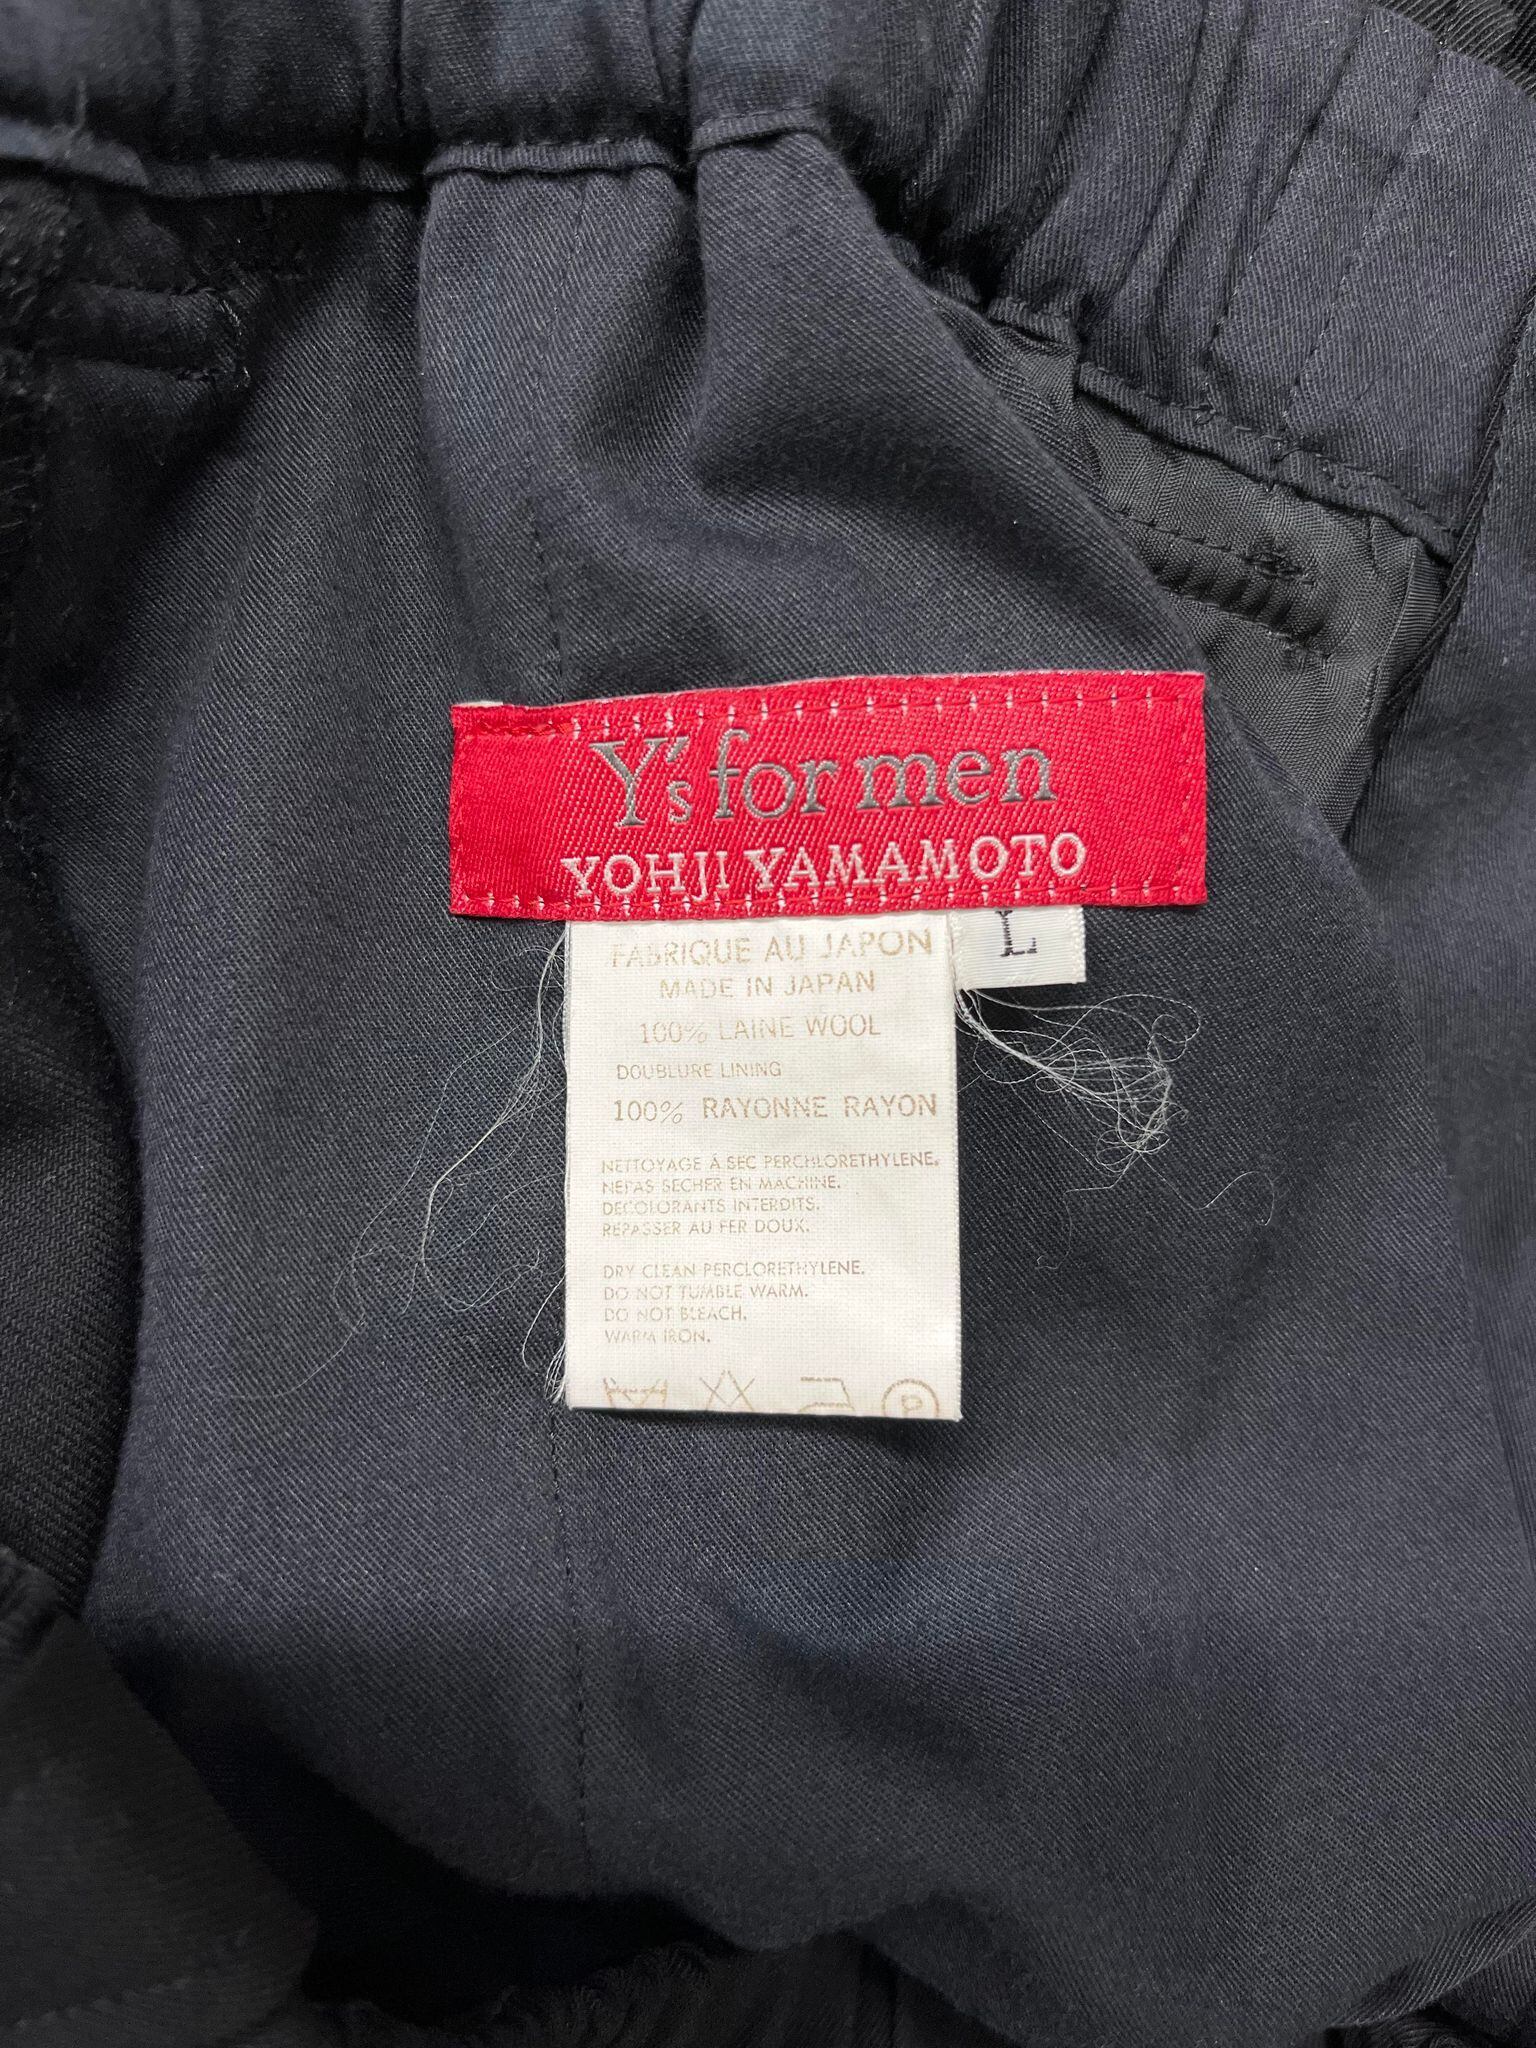 Y's for men
YOHJI YAMAMOTO
L
FABRIQUE AU JAPON
MADE IN JAPAN
100% LAINE WOOL
DOUBLURE LINING
100% RAYONNE RAYON
NETTOYAGE À SEC PERCHLORETHYLENE.
NEPAS SECHER EN MACHINE.
DECOLORANTS INTERDITS.
REPASSER AU FER DOUX.
DRY CLEAN PERCLORETHYLENE.
DO NOT TUMBLE WARM.
DO NOT BLEACH.
WARM IRON.
P